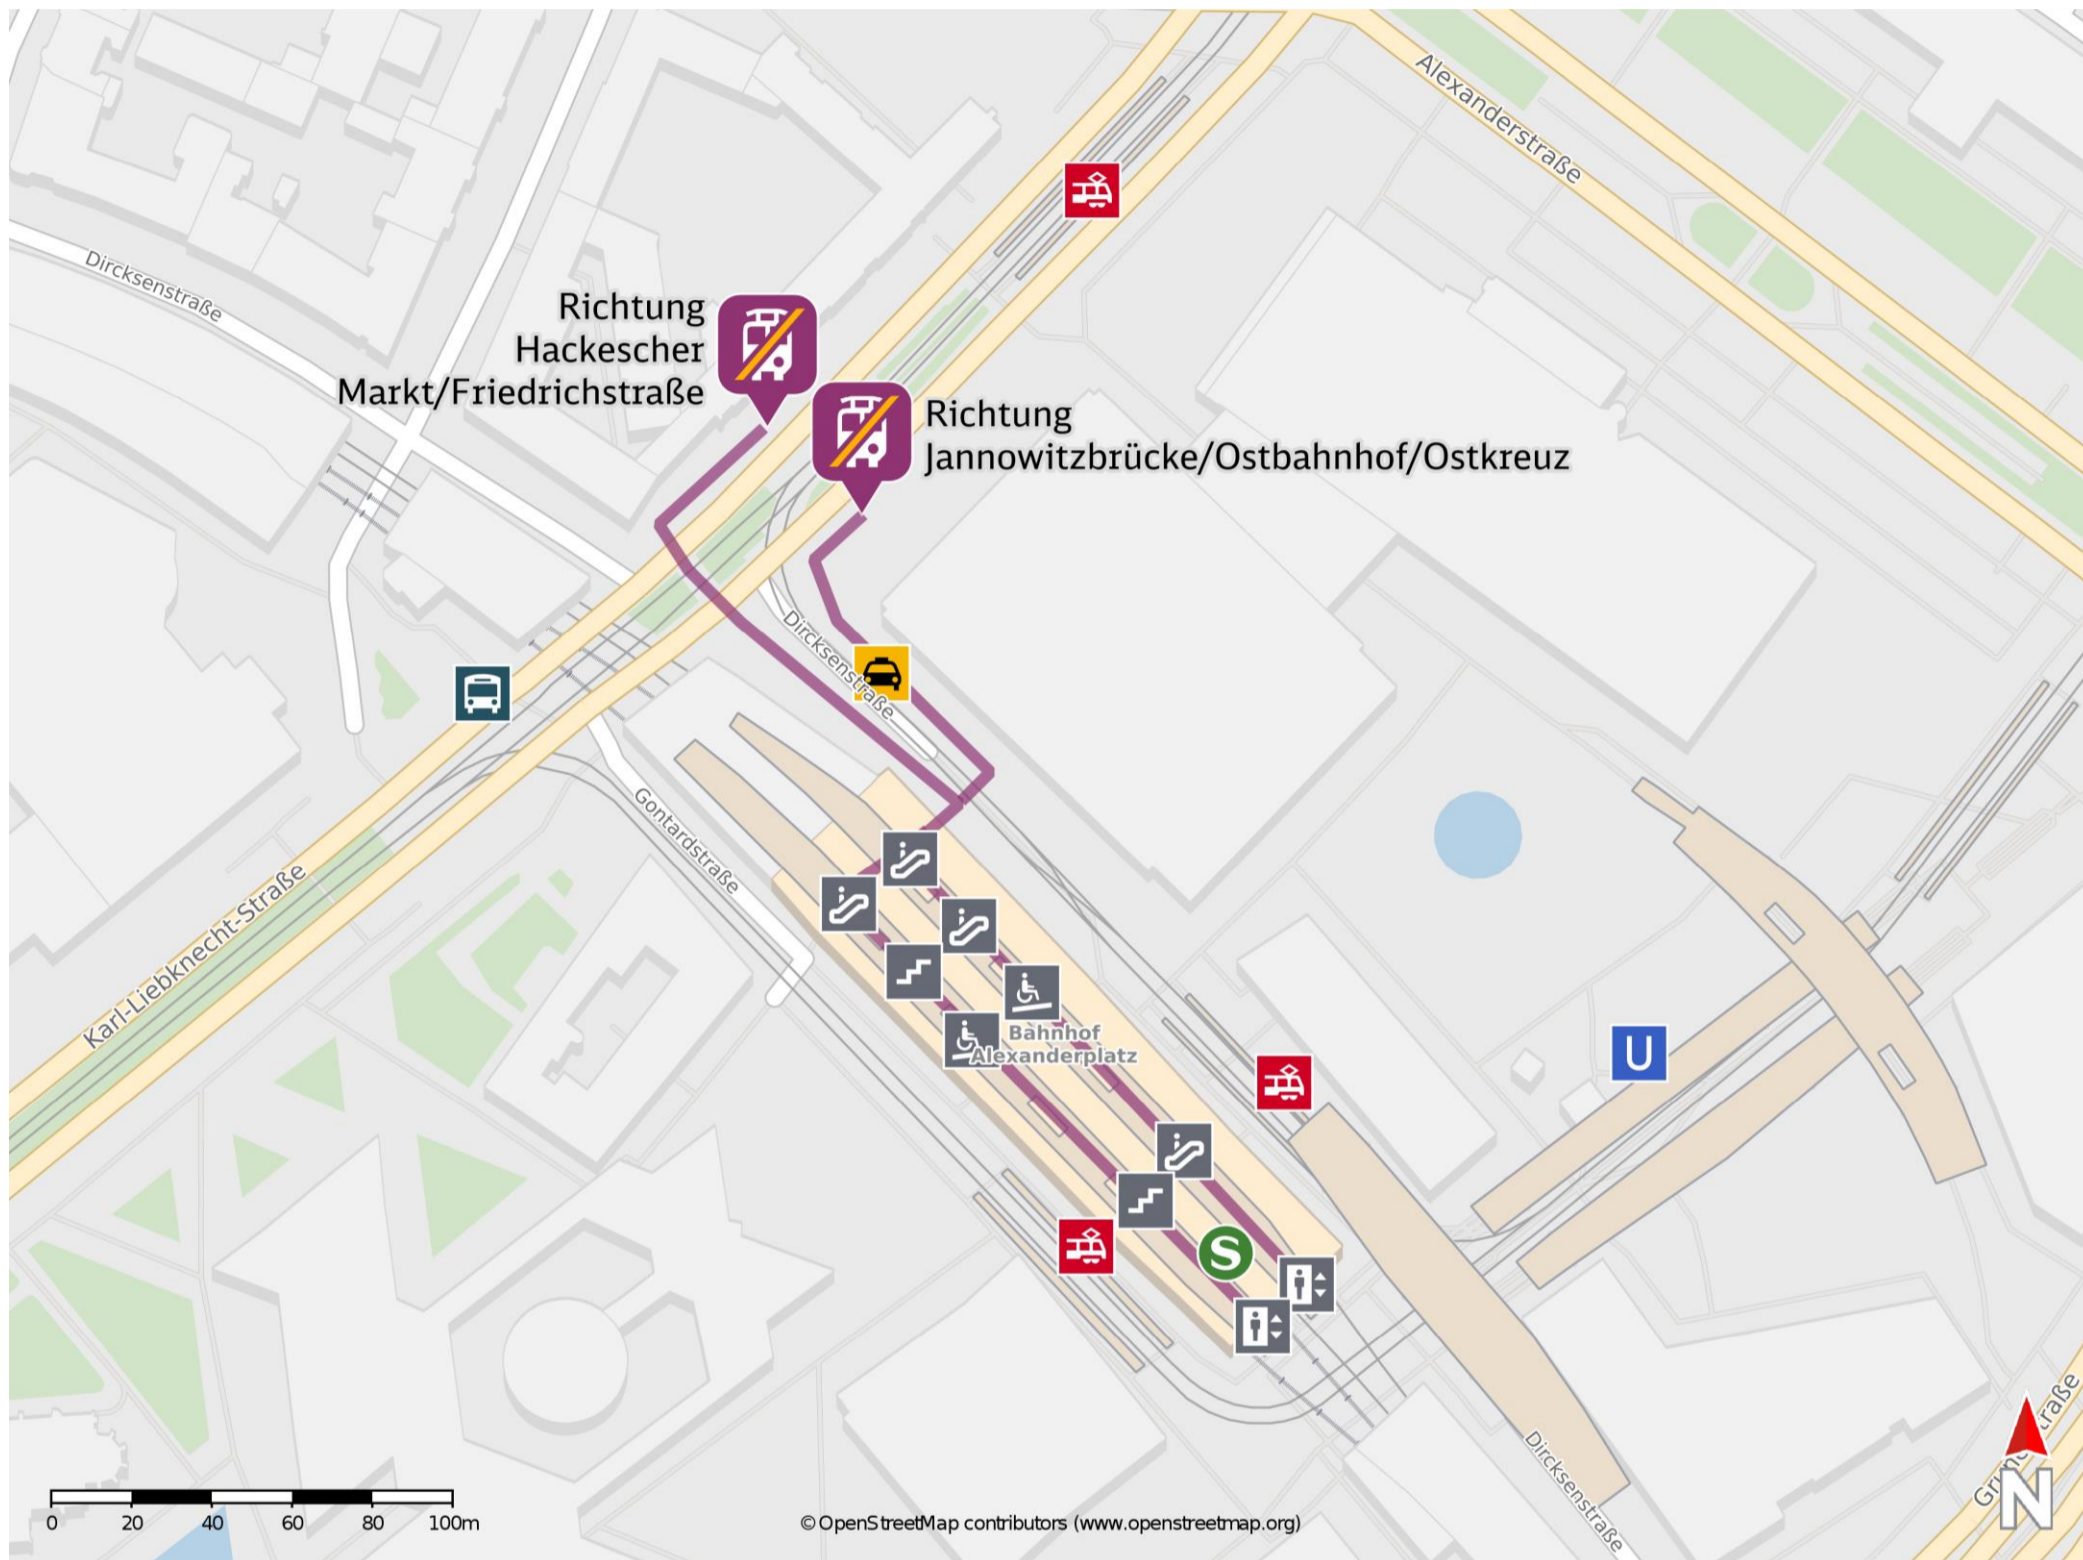 Alexanderstraße
Dircksenstraße
Richtung
Hackescher
Markt/Friedrichstraße
Richtung
Jannowitzbrücke/Ostbahnhof/Ostkreuz
Dircksenstraße
Gontardstraße
Karl-Liebknecht-Straße
Bahnhof
Alexanderplatz
U
S
Dircksenstraße
N
0 20 40 60 80 100m
©OpenStreetMap contributors (www.openstreetmap.org)